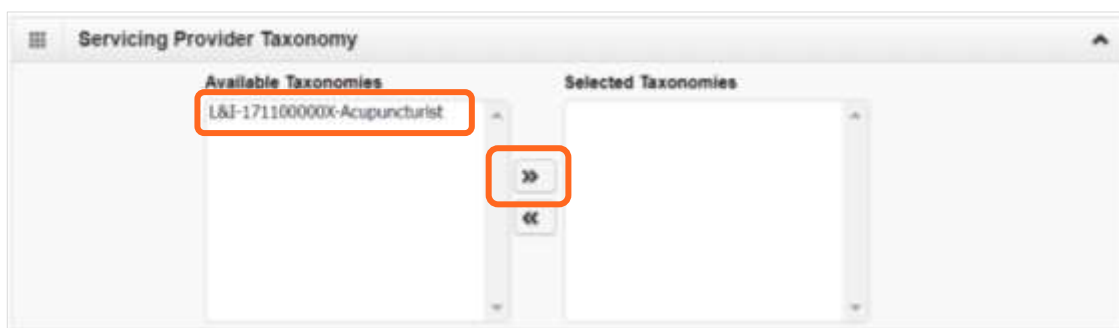 Servicing Provider Taxonomy
Available Taxonomies
Selected Taxonomies
L&I-171100000X-Acupuncturist
»
«